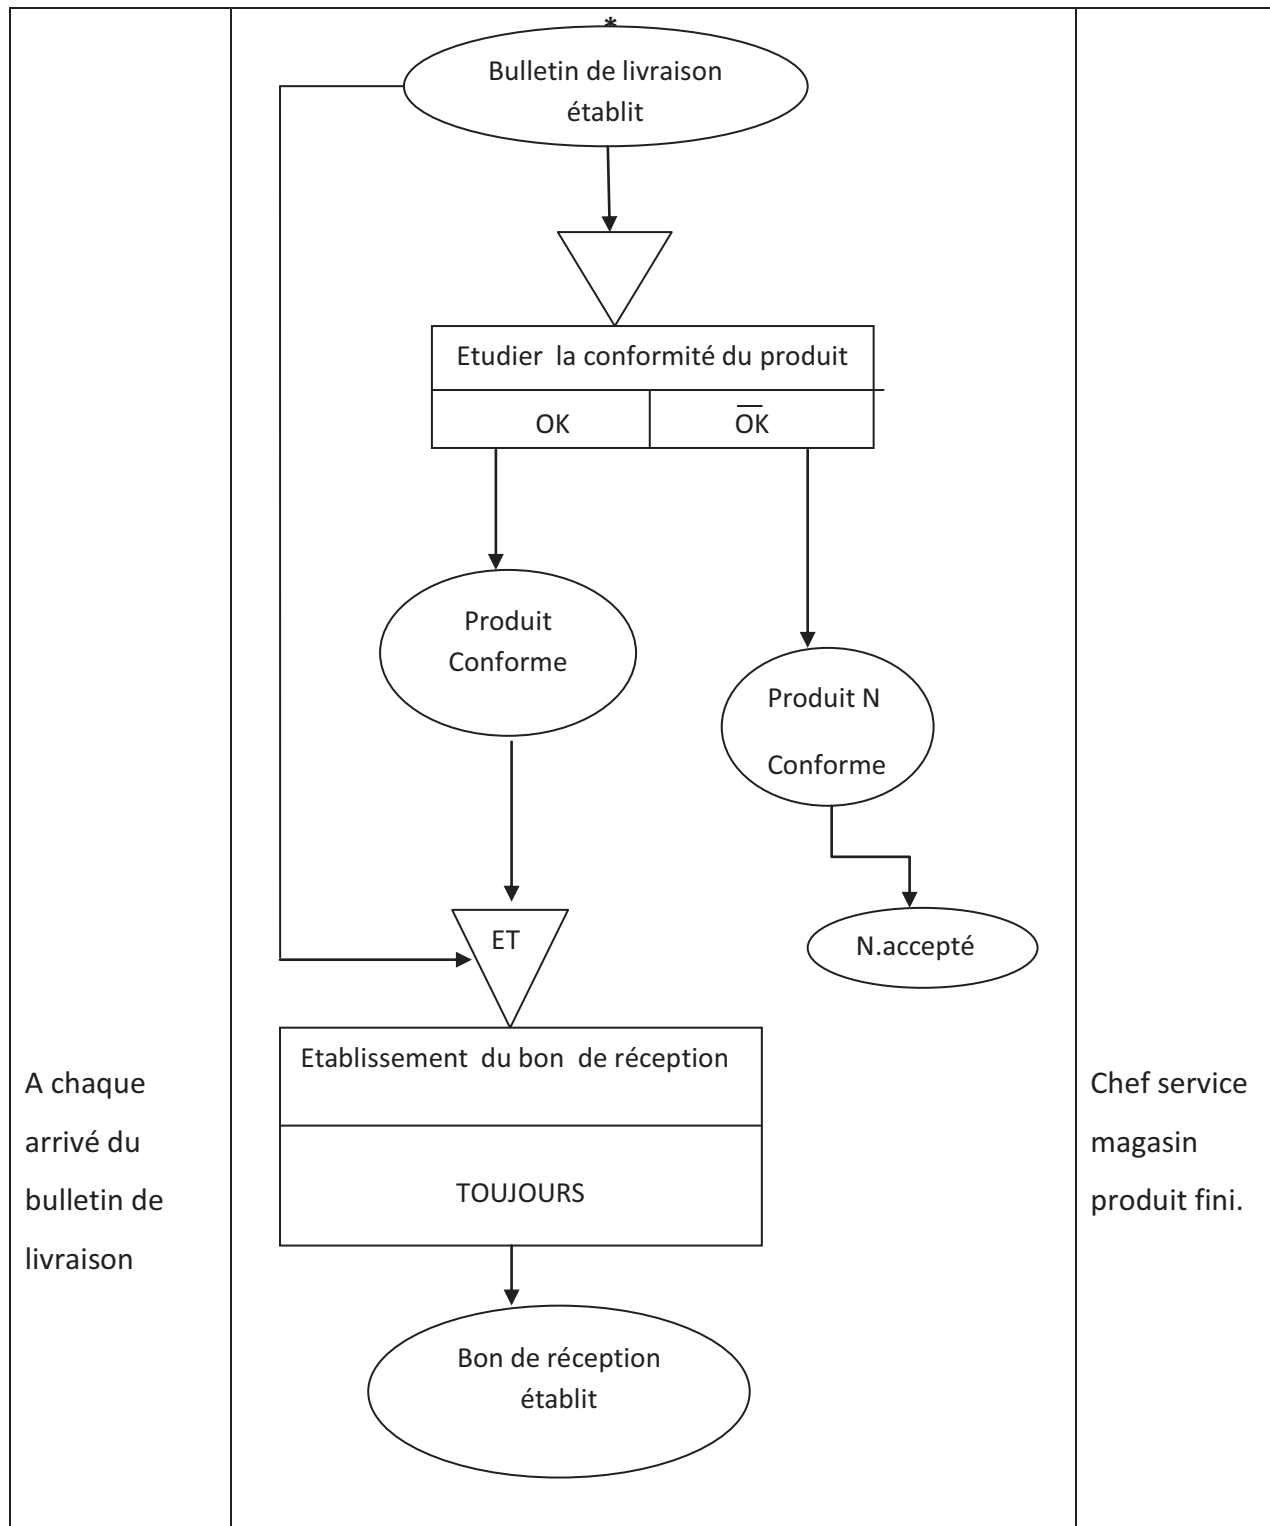 *
Bulletin de livraison
établit
Etudier  la conformité du produit
OK
O̅K̅
Produit
Conforme
Produit N
Conforme
ET
N.accepté
Etablissement  du bon  de réception
TOUJOURS
Bon de réception
établit
A chaque
arrivé du
bulletin de
livraison
Chef service
magasin
produit fini.